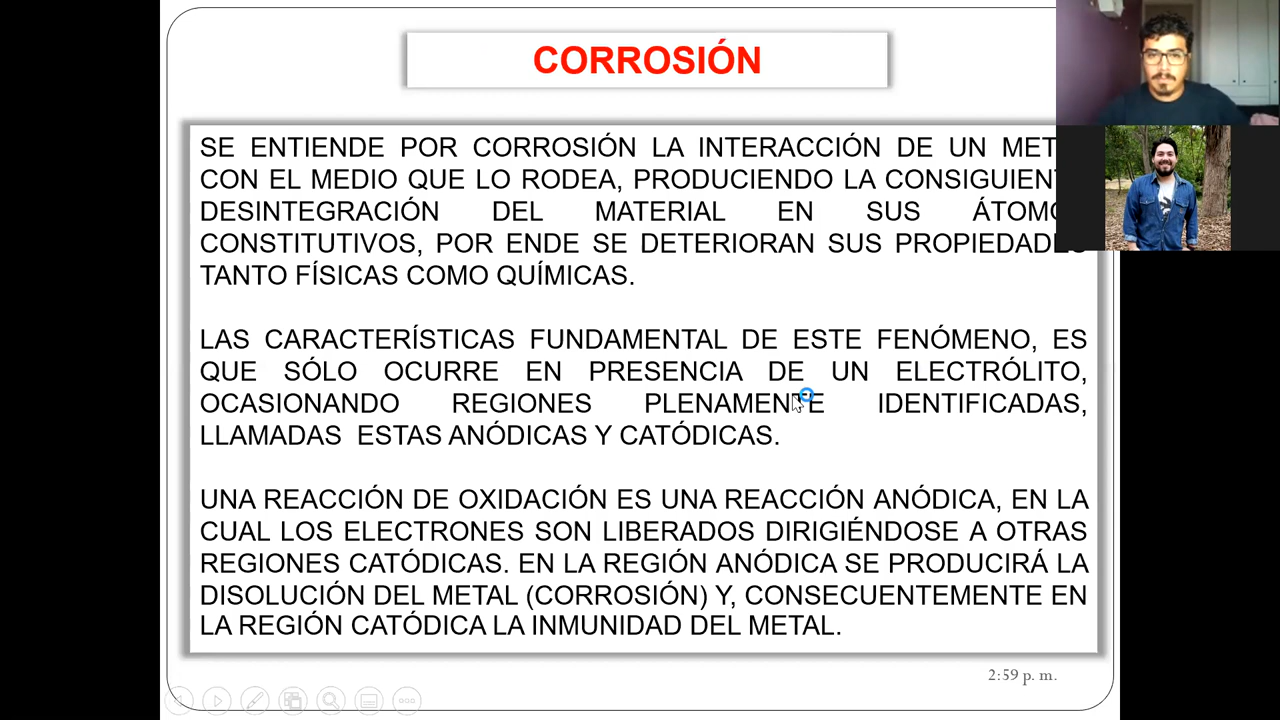 CORROSIÓN
SE ENTIENDE POR CORROSIÓN LA INTERACCIÓN DE UN
CON EL MEDIO QUE LO RODEA, PRODUCIENDO LA
DESINTEGRACIÓN DEL MATERIAL EN SUS
CONSTITUTIVOS, POR ENDE SE DETERIORAN SUS PROPIEDADES
TANTO FÍSICAS COMO QUÍMICAS.
LAS CARACTERÍSTICAS FUNDAMENTAL DE ESTE FENÓMENO, ES
QUE SÓLO OCURRE EN PRESENCIA DE UN ELECTRÓLITO,
OCASIONANDO REGIONES PLENAMENTE IDENTIFICADAS,
LLAMADAS ESTAS ANÓDICAS Y CATÓDICAS.
UNA REACCIÓN DE OXIDACIÓN ES UNA REACCIÓN ANÓDICA, EN LA
CUAL LOS ELECTRONES SON LIBERADOS DIRIGIÉNDOSE A OTRAS
REGIONES CATÓDICAS. EN LA REGIÓN ANÓDICA SE PRODUCIRÁ LA
DISOLUCIÓN DEL METAL (CORROSIÓN) Y, CONSECUENTEMENTE EN
LA REGIÓN CATÓDICA LA INMUNIDAD DEL METAL.
2:59 p. m.